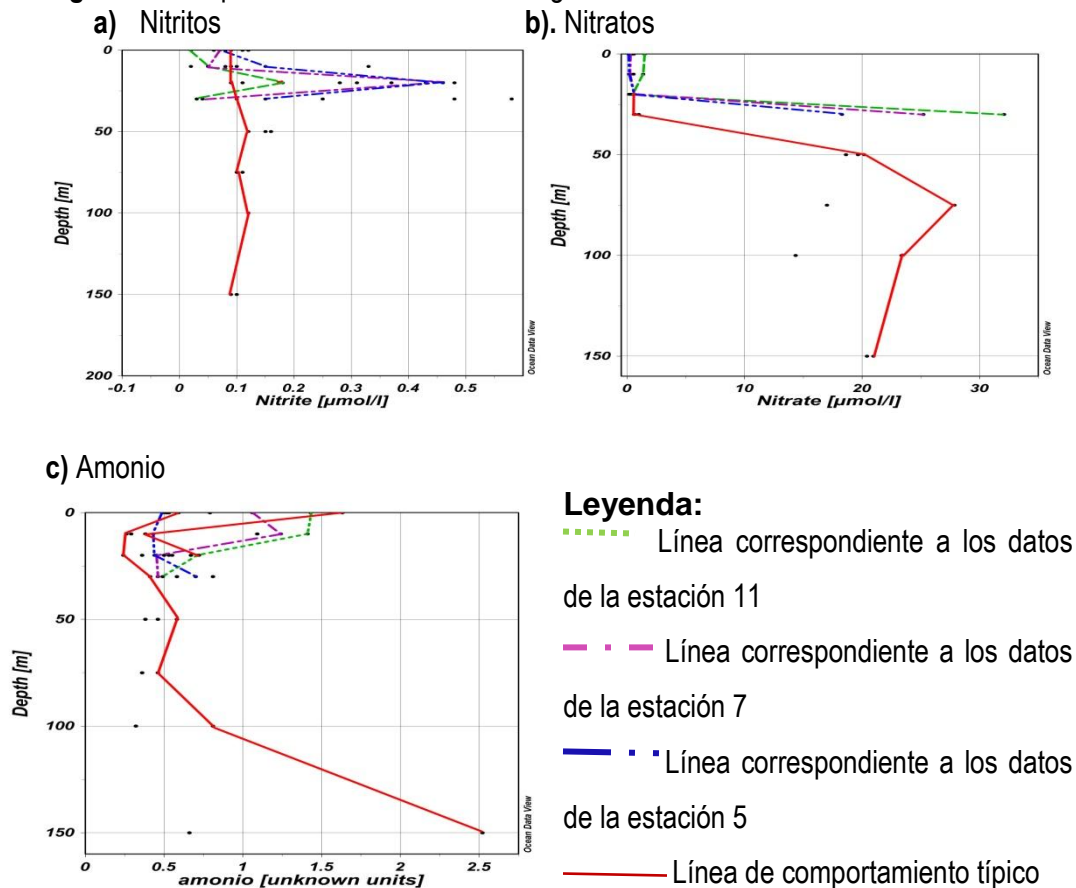 a) Nitritos
b). Nitratos
0
50
100
150
200
Depth [m]
-0.1 0 0.1 0.2 0.3 0.4 0.5
Nitrite [µmol/l]
Ocean Data View
0
50
100
150
Depth [m]
0 10 20 30
Nitrate [µmol/l]
Ocean Data View
c) Amonio
0
50
100
150
Depth [m]
0 0.5 1 1.5 2 2.5
amonio [unknown units]
Ocean Data View
Leyenda:
Línea correspondiente a los datos
de la estación 11
Línea correspondiente a los datos
de la estación 7
Línea correspondiente a los datos
de la estación 5
Línea de comportamiento típico